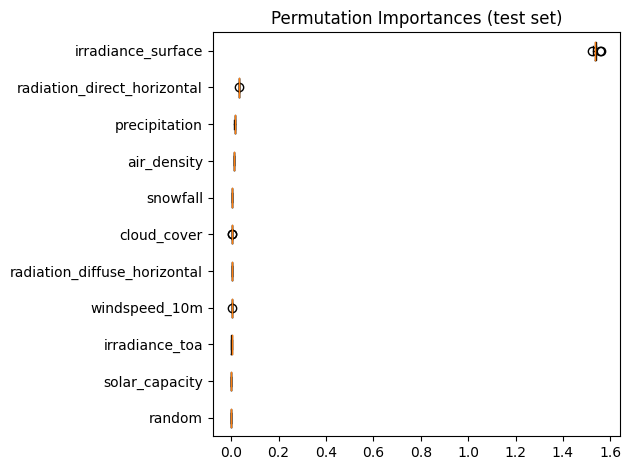 Permutation Importances (test set)
irradiance_surface
radiation_direct_horizontal
precipitation
air_density
snowfall
cloud_cover
radiation_diffuse_horizontal
windspeed_10m
irradiance_toa
solar_capacity
random
0.0 0.2 0.4 0.6 0.8 1.0 1.2 1.4 1.6